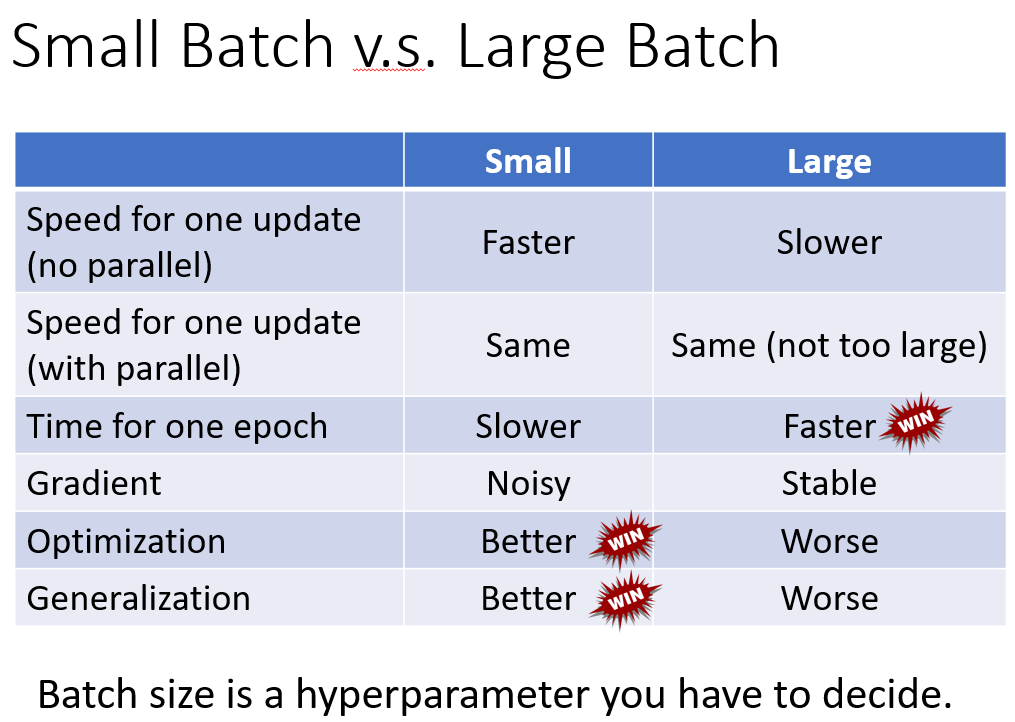 Small Batch v.s. Large Batch
Small Large
Speed for one update
(no parallel)
Faster Slower
Speed for one update
(with parallel)
Same Same (not too large)
Time for one epoch Slower Faster WIN
Gradient Noisy Stable
Optimization Better WIN Worse
Generalization Better WIN Worse
Batch size is a hyperparameter you have to decide.